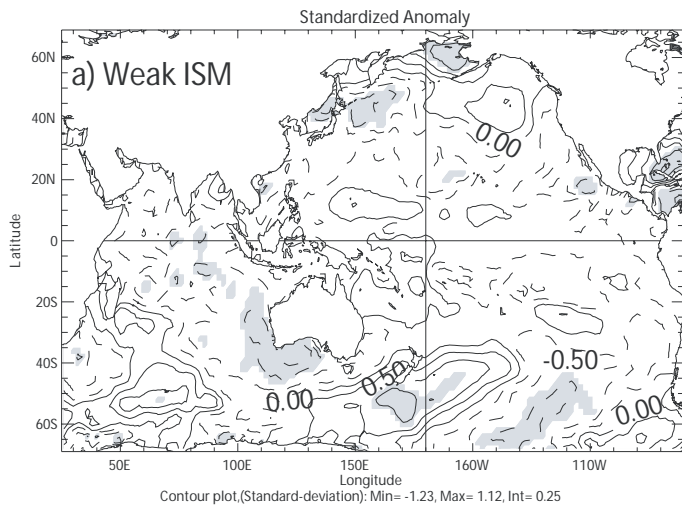 Standardized Anomaly
a) Weak ISM
60N
40N
20N
0
20S
40S
60S
Latitude
0.00
-0.50
0.50
0.00
0.00
50E
100E
150E
160W
110W
Longitude
Contour plot,(Standard-deviation): Min= -1.23, Max= 1.12, Int= 0.25